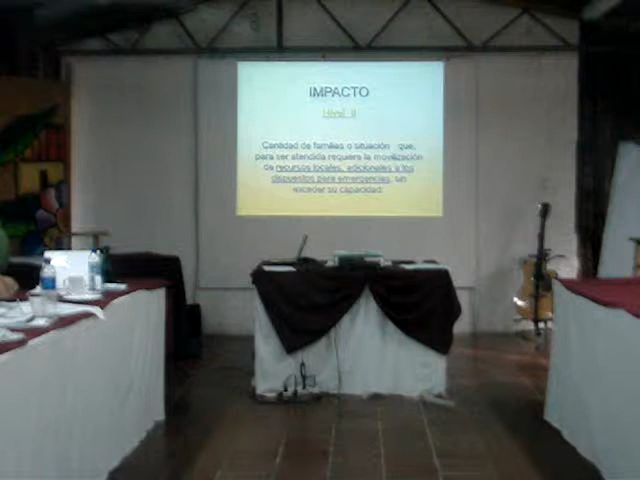 IMPACTO
Nivel II
Cantidad de familias o situación que,
para ser atendida requiere la movilización
de recursos locales, adicionales a los
dispuestos para emergencias, sin
exceder su capacidad.